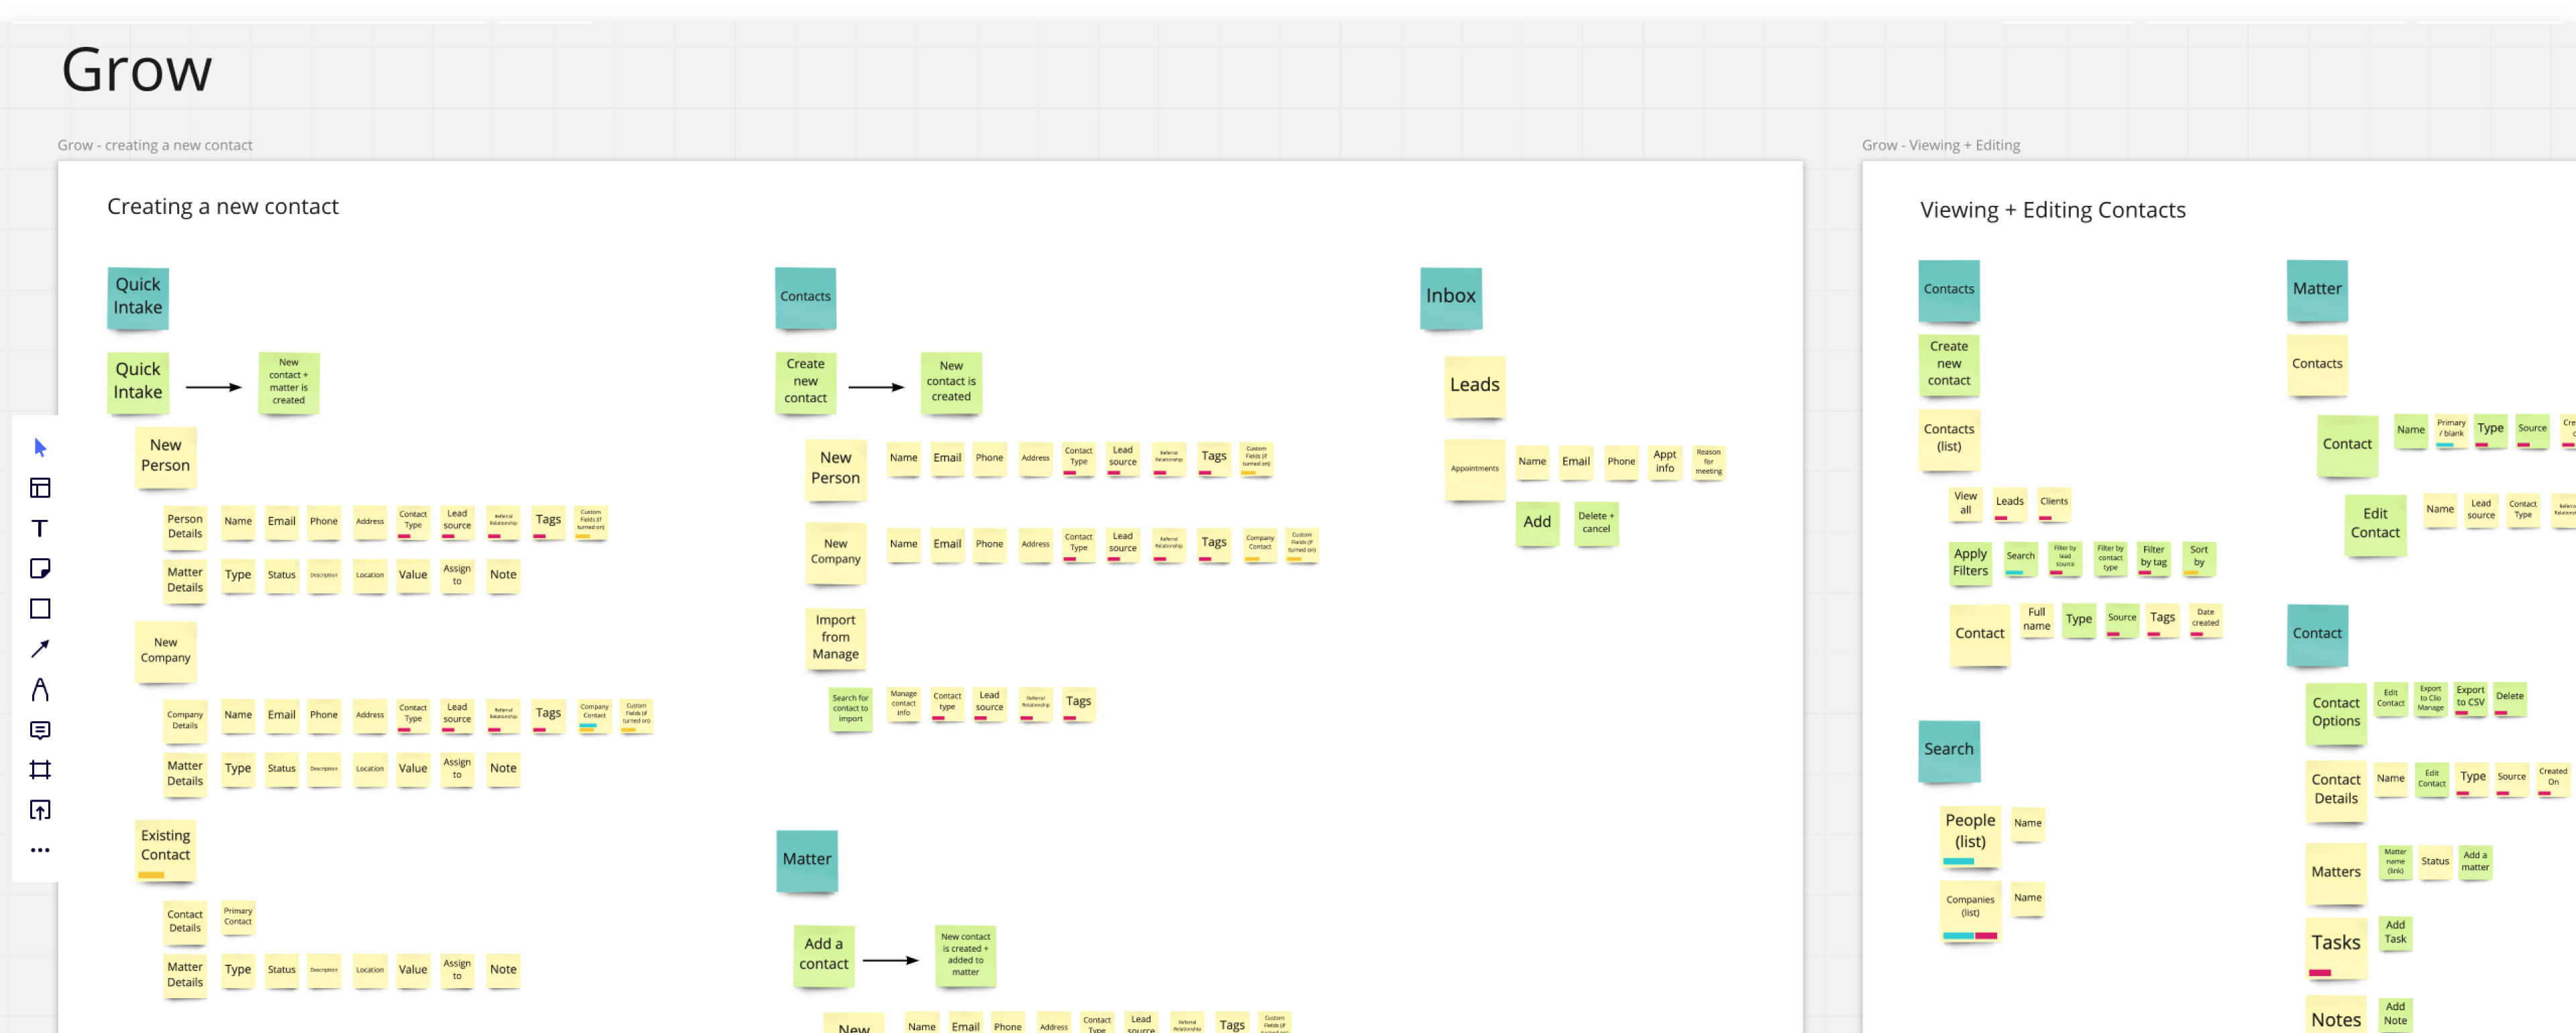 Grow
Grow - creating a new contact
Creating a new contact
Quick
Intake
Quick
Intake
New
contact +
matter is
created
New
Person
Person
Details
Name
Email
Phone
Address
Contact
Type
Lead
source
Referral
Relationship
Tags
Custom
Fields (if
turned on)
Matter
Details
Type
Status
Description
Location
Value
Assign
to
Note
New
Company
Company
Details
Name
Email
Phone
Address
Contact
Type
Lead
source
Referral
Relationship
Tags
Company
Contact
Custom
Fields (if
turned on)
Matter
Details
Type
Status
Description
Location
Value
Assign
to
Note
Existing
Contact
Contact
Details
Primary
Contact
Matter
Details
Type
Status
Description
Location
Value
Assign
to
Note
Contacts
Create
new
contact
New
contact is
created
New
Person
Name
Email
Phone
Address
Contact
Type
Lead
source
Referral
Relationship
Tags
Custom
Fields (if
turned on)
New
Company
Name
Email
Phone
Address
Contact
Type
Lead
source
Referral
Relationship
Tags
Company
Contact
Custom
Fields (if
turned on)
Import
from
Manage
Search for
contact to
import
Manage
contact
info
Contact
type
Lead
source
Referral
Relationship
Tags
Matter
Add a
contact
New contact
is created +
added to
matter
New
Name
Email
Phone
Address
Contact
Type
Lead
source
Referral
Relationship
Tags
Custom
Fields (if
Inbox
Leads
Appointments
Name
Email
Phone
Appt
info
Reason
for
meeting
Add
Delete +
cancel
Grow - Viewing + Editing
Viewing + Editing Contacts
Contacts
Create
new
contact
Contacts
(list)
View
all
Leads
Clients
Apply
Filters
Search
Filter by
lead
source
Filter by
contact
type
Filter
by tag
Sort
by
Contact
Full
name
Type
Source
Tags
Date
created
Search
People
(list)
Name
Companies
(list)
Name
Matter
Contacts
Contact
Name
Primary
/ blank
Type
Source
Edit
Contact
Name
Lead
source
Contact
Type
Contact
Contact
Options
Edit
Contact
Export
to Clio
Manage
Export
to CSV
Delete
Contact
Details
Name
Edit
Contact
Type
Source
Created
On
Matters
Matter
name
(link)
Status
Add a
matter
Tasks
Add
Task
Notes
Add
Note